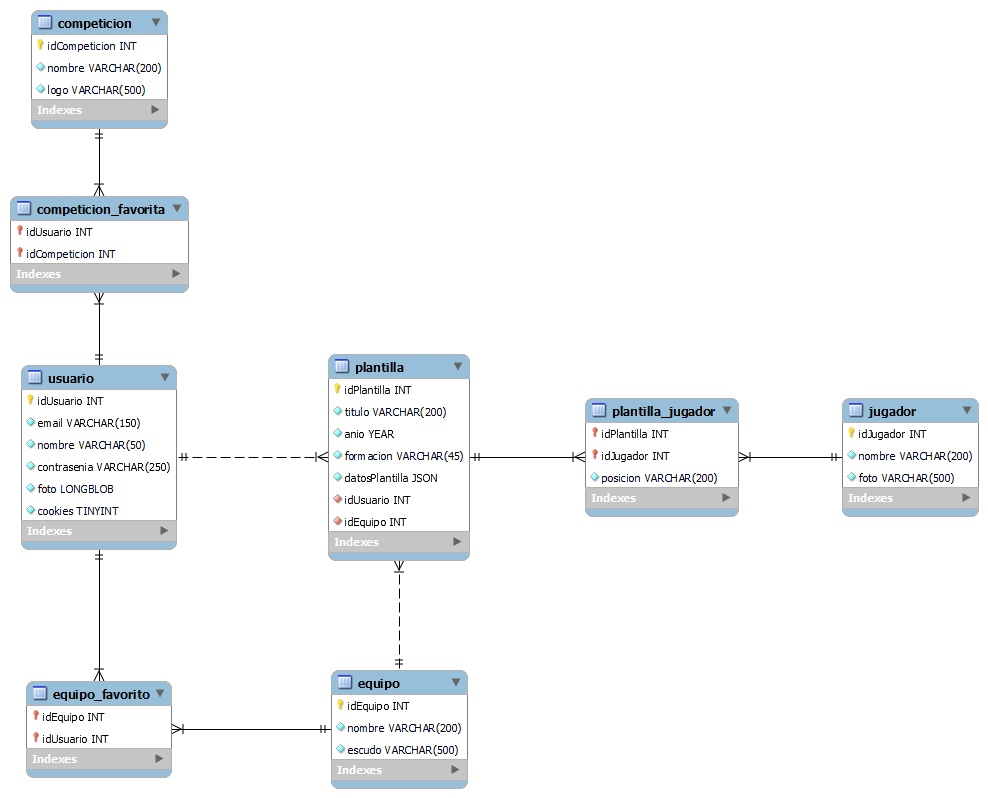 competicion
idCompeticion INT
nombre VARCHAR(200)
logo VARCHAR(500)
Indexes
competicion_favorita
idUsuario INT
idCompeticion INT
Indexes
usuario
idUsuario INT
email VARCHAR(150)
nombre VARCHAR(50)
contrasenia VARCHAR(250)
foto LONGBLOB
cookies TINYINT
Indexes
plantilla
idPlantilla INT
titulo VARCHAR(200)
anio YEAR
formacion VARCHAR(45)
datosPlantilla JSON
idUsuario INT
idEquipo INT
Indexes
plantilla_jugador
idPlantilla INT
idJugador INT
posicion VARCHAR(200)
Indexes
jugador
idJugador INT
nombre VARCHAR(200)
foto VARCHAR(500)
Indexes
equipo_favorito
idEquipo INT
idUsuario INT
Indexes
equipo
idEquipo INT
nombre VARCHAR(200)
escudo VARCHAR(500)
Indexes